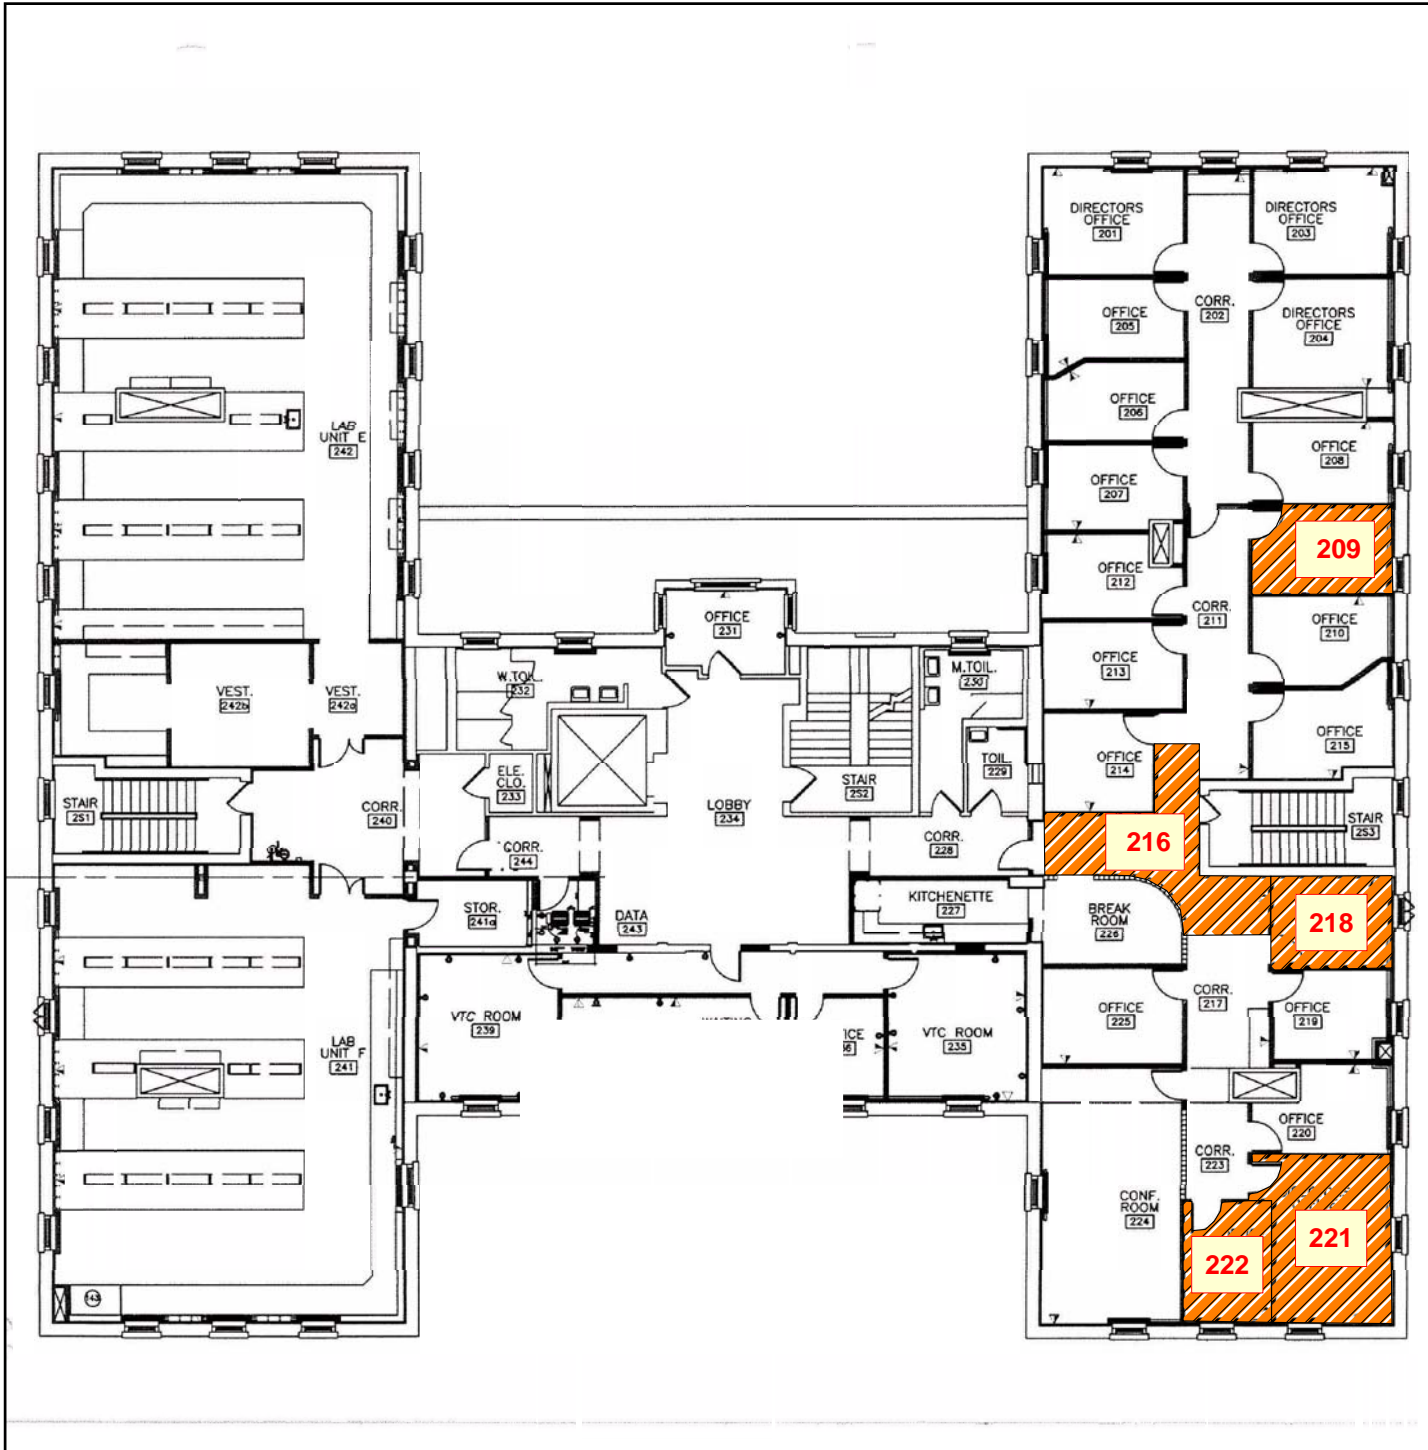 DIRECTORS
OFFICE
201
DIRECTORS
OFFICE
203
CORR.
202
OFFICE
205
DIRECTORS
OFFICE
204
OFFICE
206
LAB
UNIT E
242
OFFICE
208
OFFICE
207
209
OFFICE
212
CORR.
211
OFFICE
210
OFFICE
231
OFFICE
213
M.TOIL.
230
W.TOIL.
232
VEST.
242b
VEST.
242a
OFFICE
215
OFFICE
214
TOIL.
229
ELE.
CLO.
233
STAIR
2S2
STAIR
2S1
CORR.
240
LOBBY
234
STAIR
2S3
216
CORR.
244
CORR.
228
KITCHENETTE
227
STOR.
241a
DATA
243
BREAK
ROOM
226
218
CORR.
217
OFFICE
225
OFFICE
219
VTC ROOM
239
ICE
VTC ROOM
235
LAB
UNIT F
241
OFFICE
220
CORR.
223
CONF.
ROOM
224
221
222
143